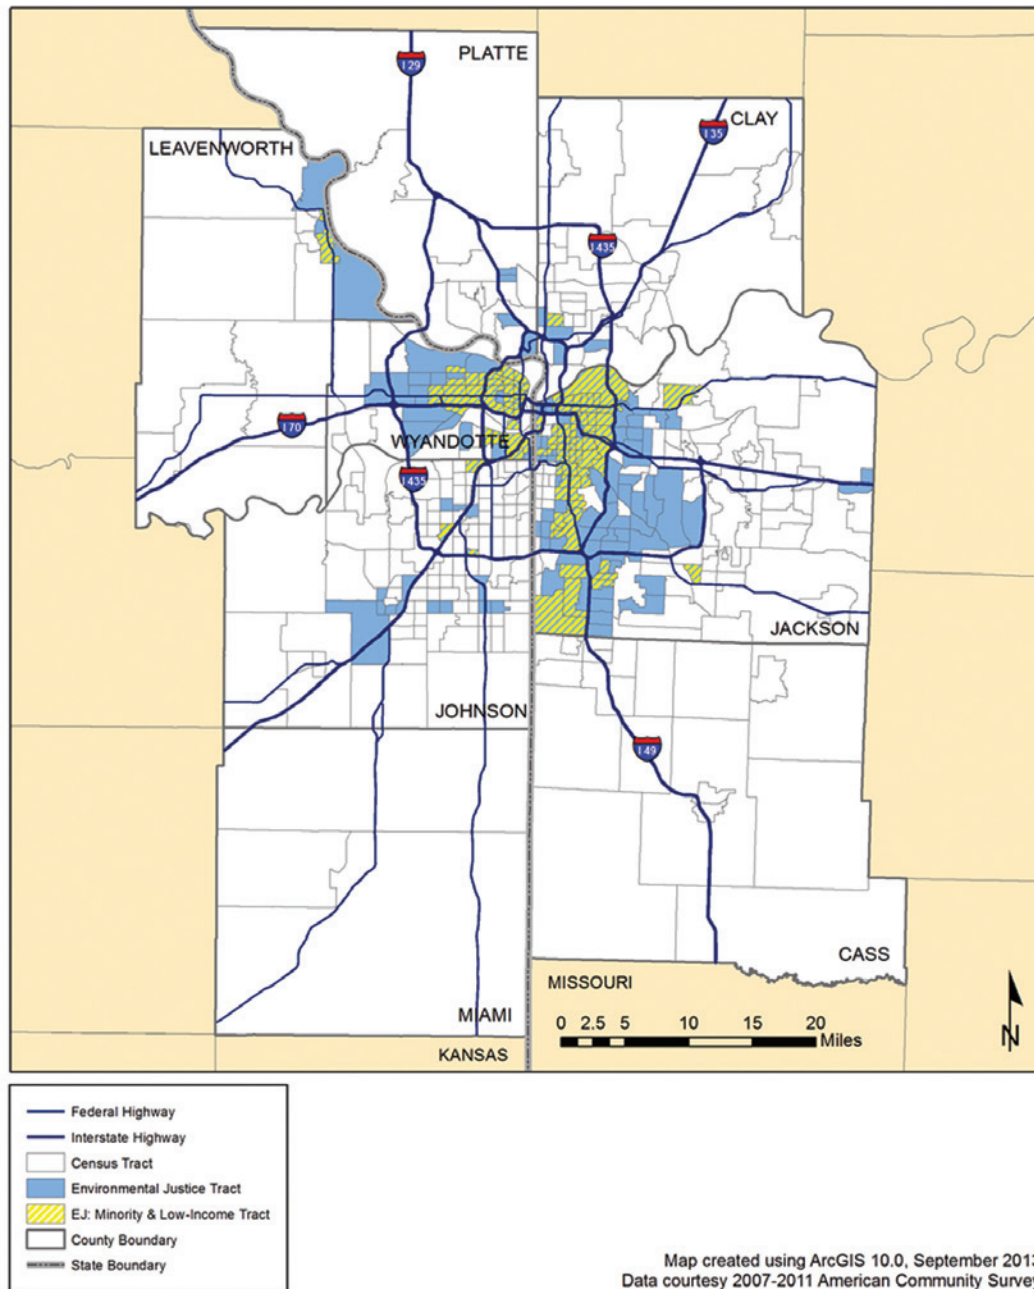 PLATTE
I 29
CLAY
I 35
LEAVENWORTH
I 435
I 70
WYANDOTTE
I 435
JACKSON
JOHNSON
I 49
CASS
MISSOURI
MIAMI
0 2.5 5 10 15 20
Miles
KANSAS
N
Federal Highway
Interstate Highway
Census Tract
Environmental Justice Tract
EJ: Minority & Low-Income Tract
County Boundary
State Boundary
Map created using ArcGIS 10.0, September 2013
Data courtesy 2007-2011 American Community Survey